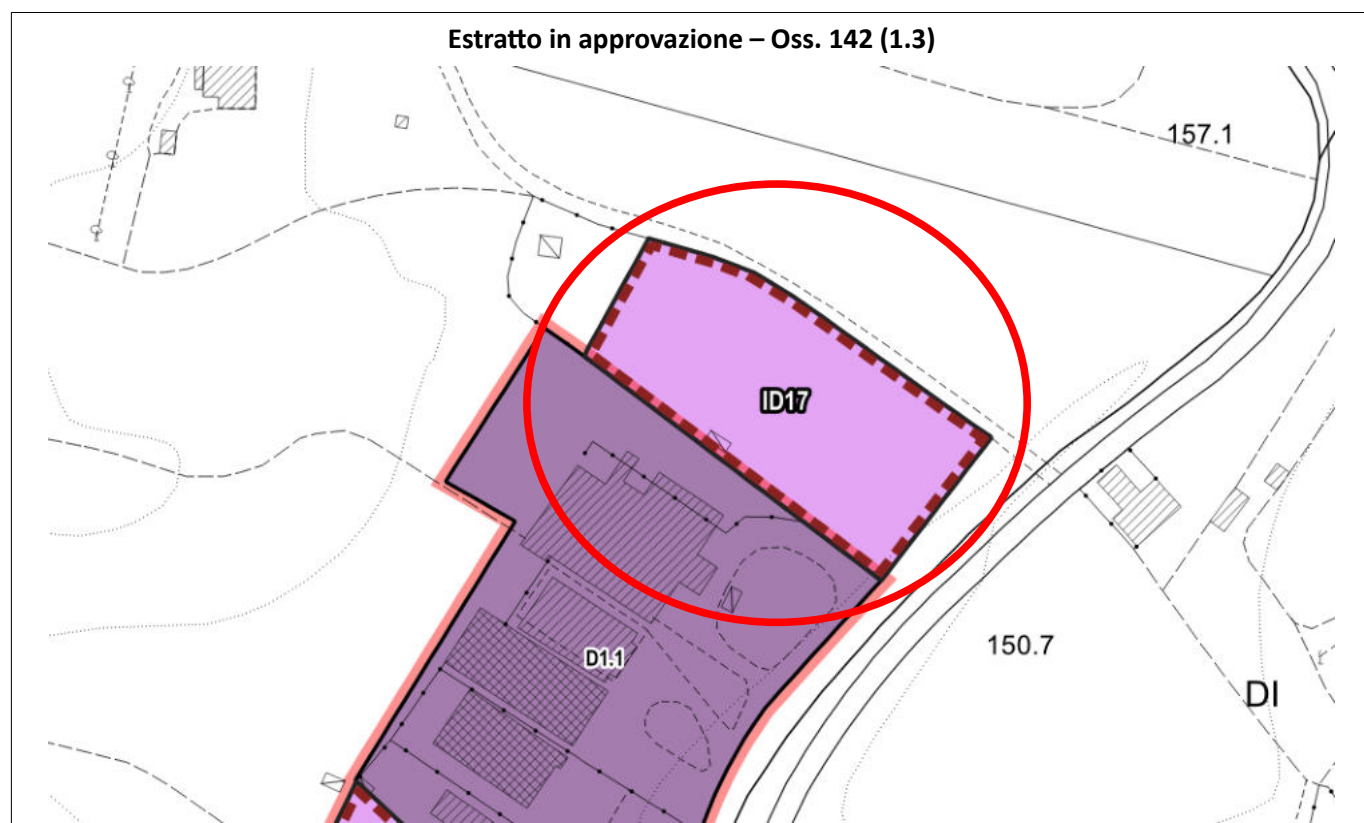 Estratto in approvazione – Oss. 142 (1.3)
157.1
ID17
150.7
D1.1
DI